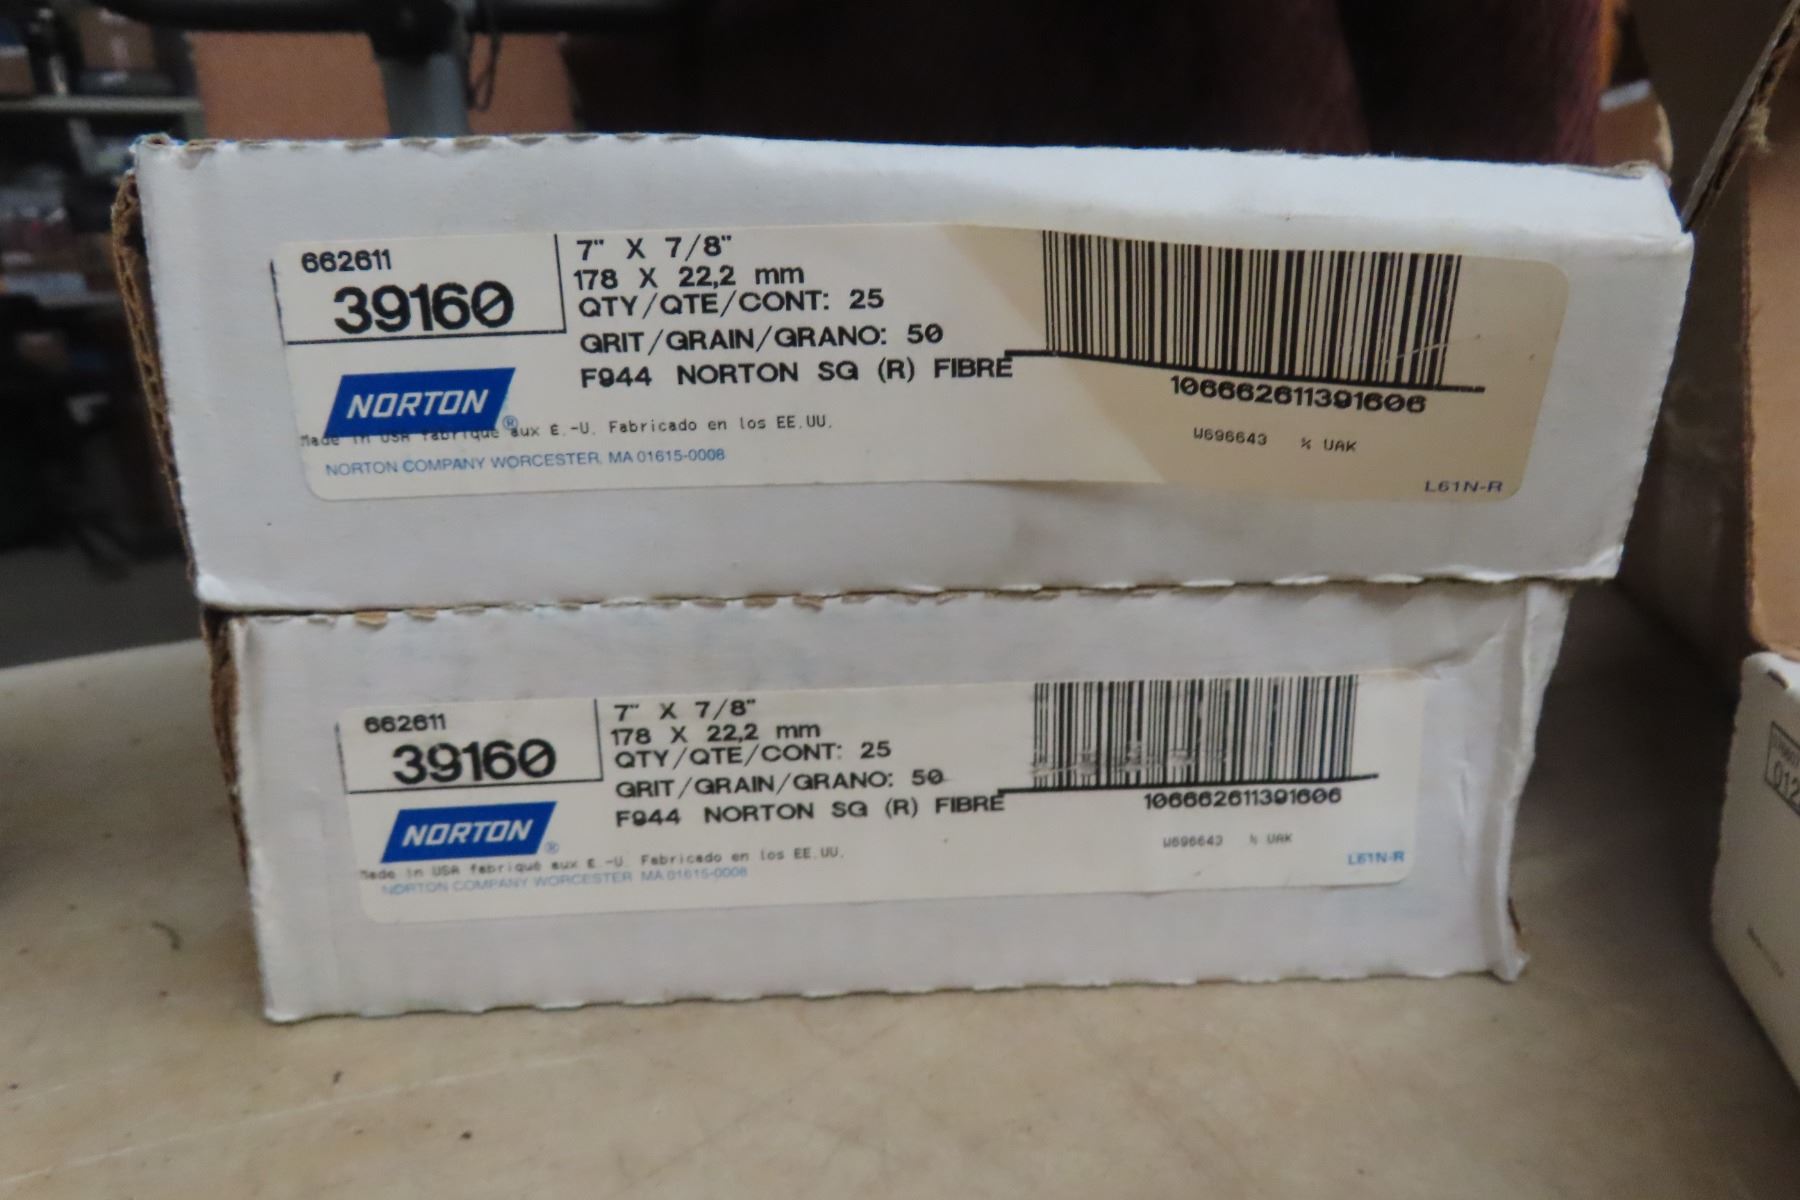 662611
39160
7" X 7/8"
178 X 22,2 mm
QTY/QTE/CONT: 25
GRIT/GRAIN/GRANO: 50
F944 NORTON SG (R) FIBRE
NORTON ®
Made in USA fabriqué aux E.-U. Fabricado en los EE.UU.
NORTON COMPANY WORCESTER, MA 01615-0008
10666261139160 6
W696643 ½ UAK
L61N-R
662611
39160
7" X 7/8"
178 X 22,2 mm
QTY/QTE/CONT: 25
GRIT/GRAIN/GRANO: 50
F944 NORTON SG (R) FIBRE
NORTON ®
Made in USA fabriqué aux E.-U. Fabricado en los EE.UU.
NORTON COMPANY WORCESTER MA 01615-0008
106662611391606
W696643 ½ UAK
L61N-R